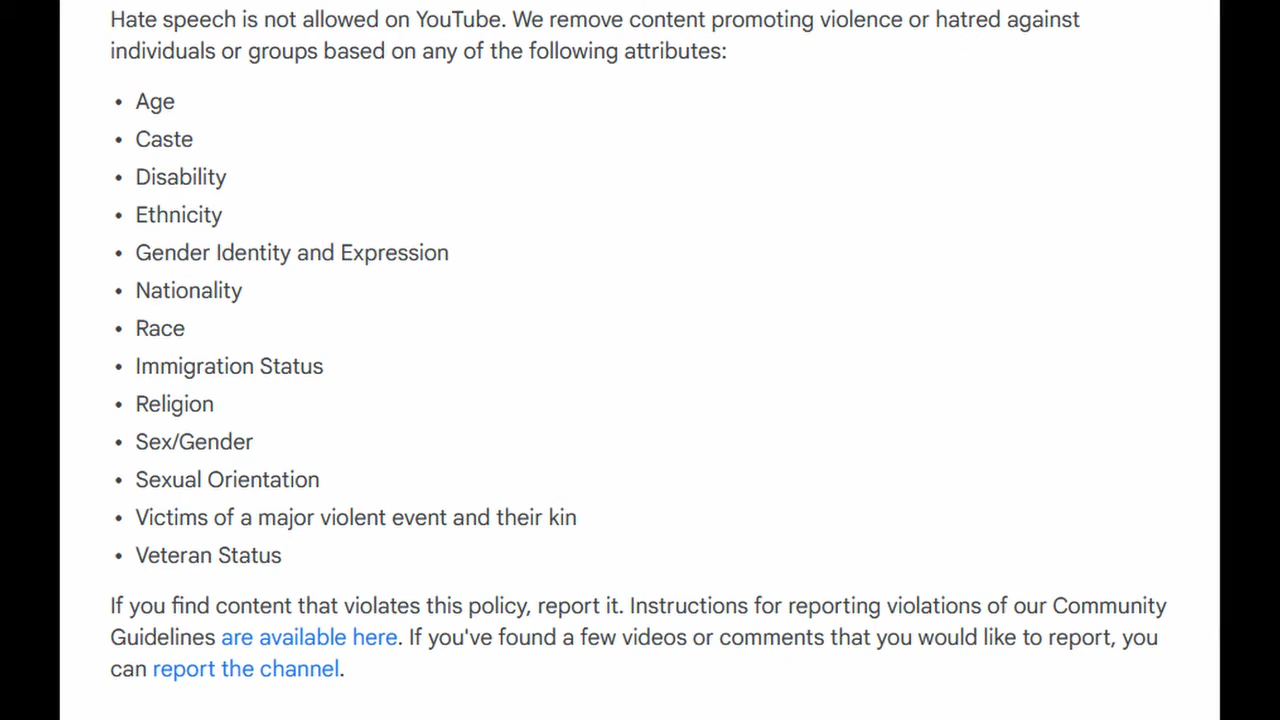 Hate speech is not allowed on YouTube. We remove content promoting violence or hatred against
individuals or groups based on any of the following attributes:
• Age
• Caste
• Disability
• Ethnicity
• Gender Identity and Expression
• Nationality
• Race
• Immigration Status
• Religion
• Sex/Gender
• Sexual Orientation
• Victims of a major violent event and their kin
• Veteran Status
If you find content that violates this policy, report it. Instructions for reporting violations of our Community
Guidelines are available here. If you've found a few videos or comments that you would like to report, you
can report the channel.